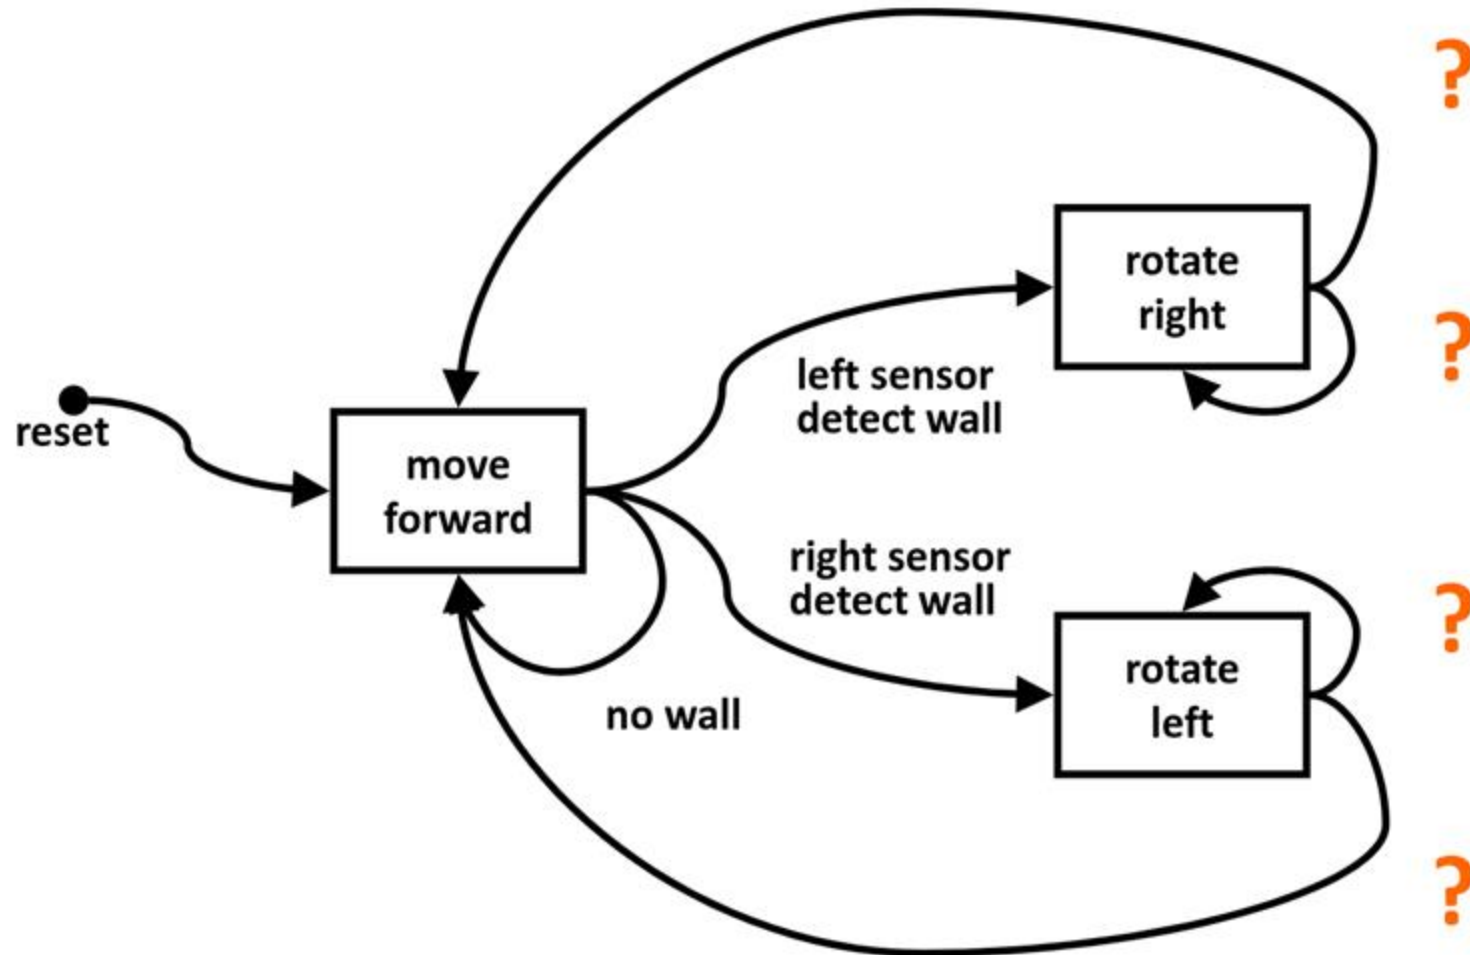 ?
rotate
right
?
left sensor
detect wall
reset
move
forward
right sensor
detect wall
?
rotate
left
no wall
?